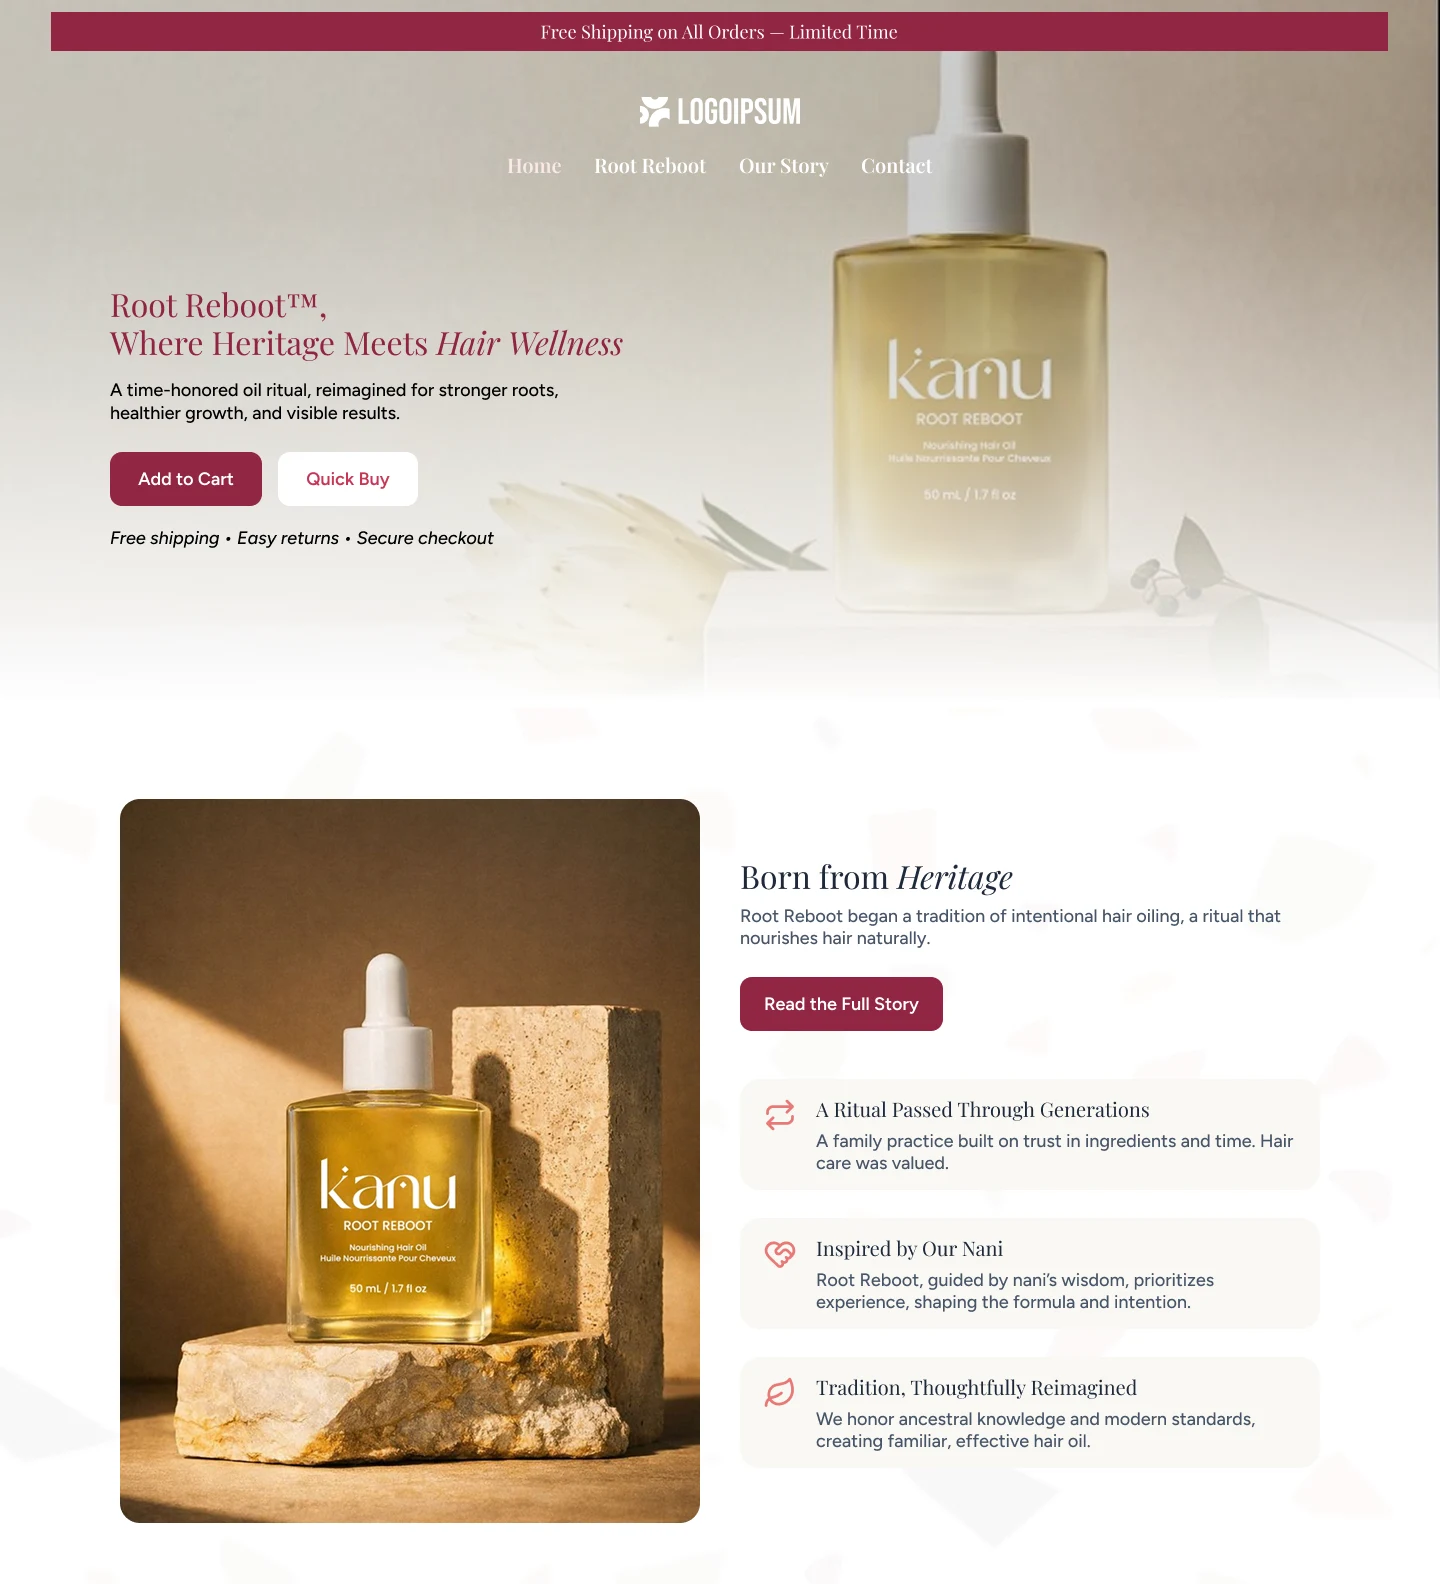 Free Shipping on All Orders — Limited Time
LOGOIPSUM
Home Root Reboot Our Story Contact
Root Reboot™,
Where Heritage Meets Hair Wellness
A time-honored oil ritual, reimagined for stronger roots,
healthier growth, and visible results.
Add to Cart Quick Buy
Free shipping • Easy returns • Secure checkout
kanu
ROOT REBOOT
Nourishing Hair Oil
Huile Nourrissante Pour Cheveux
50 mL / 1.7 fl oz
kanu
ROOT REBOOT
Nourishing Hair Oil
Huile Nourrissante Pour Cheveux
50 mL / 1.7 fl oz
Born from Heritage
Root Reboot began a tradition of intentional hair oiling, a ritual that
nourishes hair naturally.
Read the Full Story
A Ritual Passed Through Generations
A family practice built on trust in ingredients and time. Hair
care was valued.
Inspired by Our Nani
Root Reboot, guided by nani’s wisdom, prioritizes
experience, shaping the formula and intention.
Tradition, Thoughtfully Reimagined
We honor ancestral knowledge and modern standards,
creating familiar, effective hair oil.